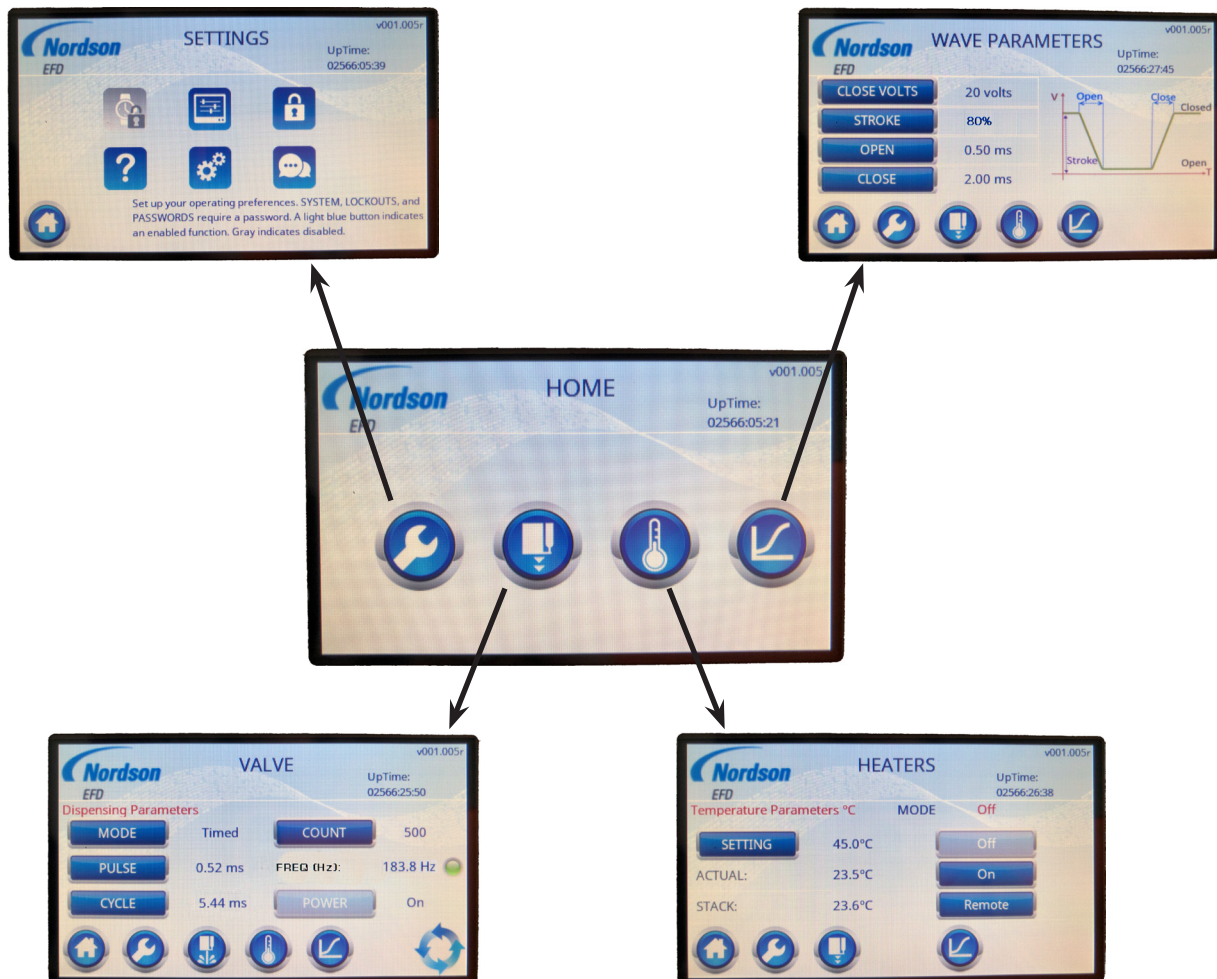 Nordson
EFD
SETTINGS
v001.005r
UpTime:
02566:05:39
?
Set up your operating preferences. SYSTEM, LOCKOUTS, and
PASSWORDS require a password. A light blue button indicates
an enabled function. Gray indicates disabled.
Nordson
EFD
WAVE PARAMETERS
v001.005r
UpTime:
02566:27:45
CLOSE VOLTS 20 volts
STROKE 80%
OPEN 0.50 ms
CLOSE 2.00 ms
V Open Close
Closed
Stroke Open
T
Nordson
EFD
HOME
v001.005
UpTime:
02566:05:21
Nordson
EFD
VALVE
v001.005r
UpTime:
02566:25:50
Dispensing Parameters
MODE Timed COUNT 500
PULSE 0.52 ms FREQ (Hz): 183.8 Hz
CYCLE 5.44 ms POWER On
Nordson
EFD
HEATERS
v001.005r
UpTime:
02566:26:38
Temperature Parameters °C MODE Off
SETTING 45.0°C Off
ACTUAL: 23.5°C On
STACK: 23.6°C Remote